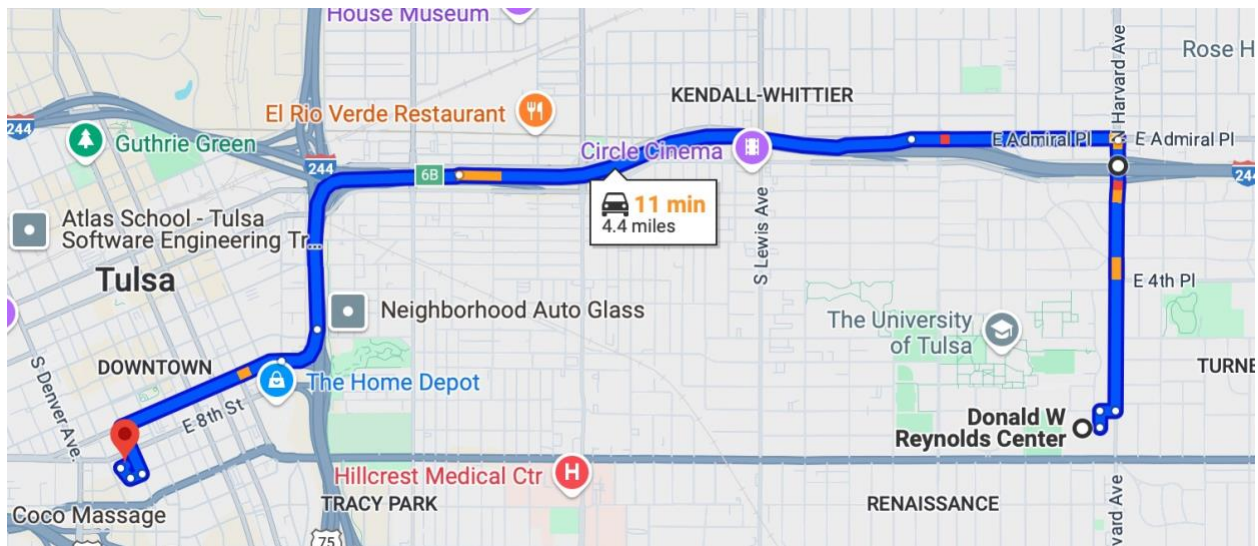 House Museum
N Harvard Ave
Rose H
El Rio Verde Restaurant
KENDALL-WHITTIER
244
Guthrie Green
Circle Cinema
E Admiral Pl
E Admiral Pl
244
6B
244
11 min
4.4 miles
Atlas School - Tulsa
Software Engineering Tr...
S Lewis Ave
Tulsa
E 4th Pl
Neighborhood Auto Glass
The University
of Tulsa
S Denver Ave.
DOWNTOWN
TURNE
The Home Depot
E 8th St
Donald W
Reynolds Center
Hillcrest Medical Ctr
H
TRACY PARK
RENAISSANCE
Coco Massage
vard Ave
75